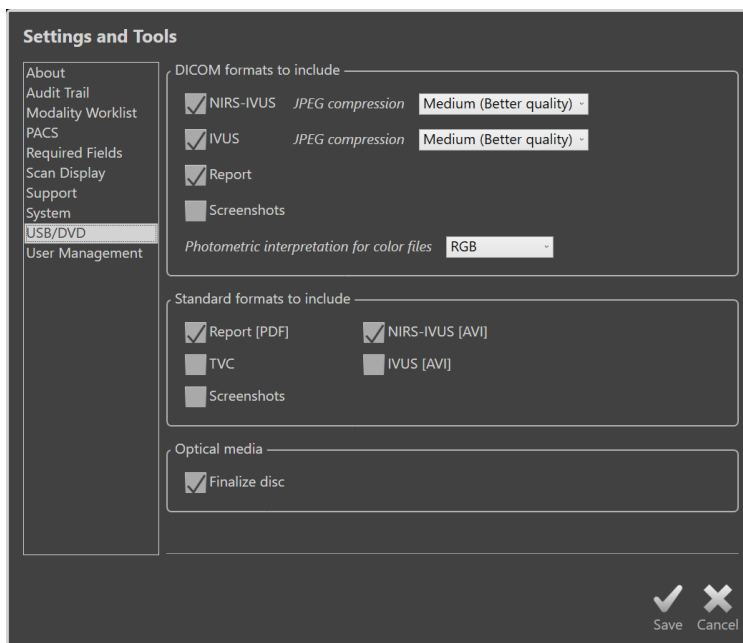 Settings and Tools
About
Audit Trail
Modality Worklist
PACS
Required Fields
Scan Display
Support
System
USB/DVD
User Management
DICOM formats to include
NIRS-IVUS JPEG compression Medium (Better quality)
IVUS JPEG compression Medium (Better quality)
Report
Screenshots
Photometric interpretation for color files RGB
Standard formats to include
Report [PDF] NIRS-IVUS [AVI]
TVC IVUS [AVI]
Screenshots
Optical media
Finalize disc
Save Cancel